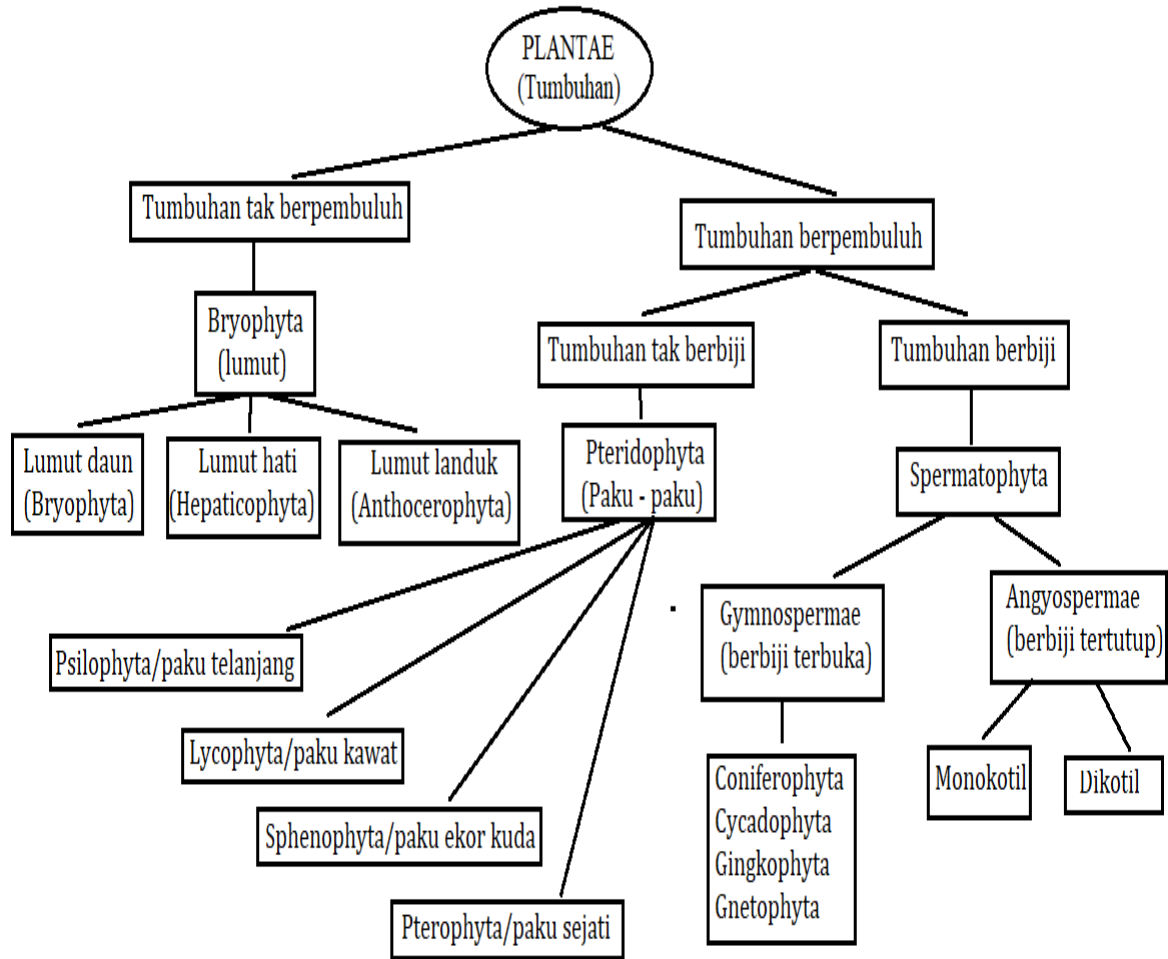 PLANTAE
(Tumbuhan)
Tumbuhan tak berpembuluh
Tumbuhan berpembuluh
Bryophyta
(lumut)
Tumbuhan tak berbiji
Tumbuhan berbiji
Lumut daun
(Bryophyta)
Lumut hati
(Hepaticophyta)
Lumut landuk
(Anthocerophyta)
Pteridophyta
(Paku - paku)
Spermatophyta
Psilophyta/paku telanjang
Lycophyta/paku kawat
Sphenophyta/paku ekor kuda
Pterophyta/paku sejati
Gymnospermae
(berbiji terbuka)
Angyospermae
(berbiji tertutup)
Coniferophyta
Cycadophyta
Gingkophyta
Gnetophyta
Monokotil
Dikotil